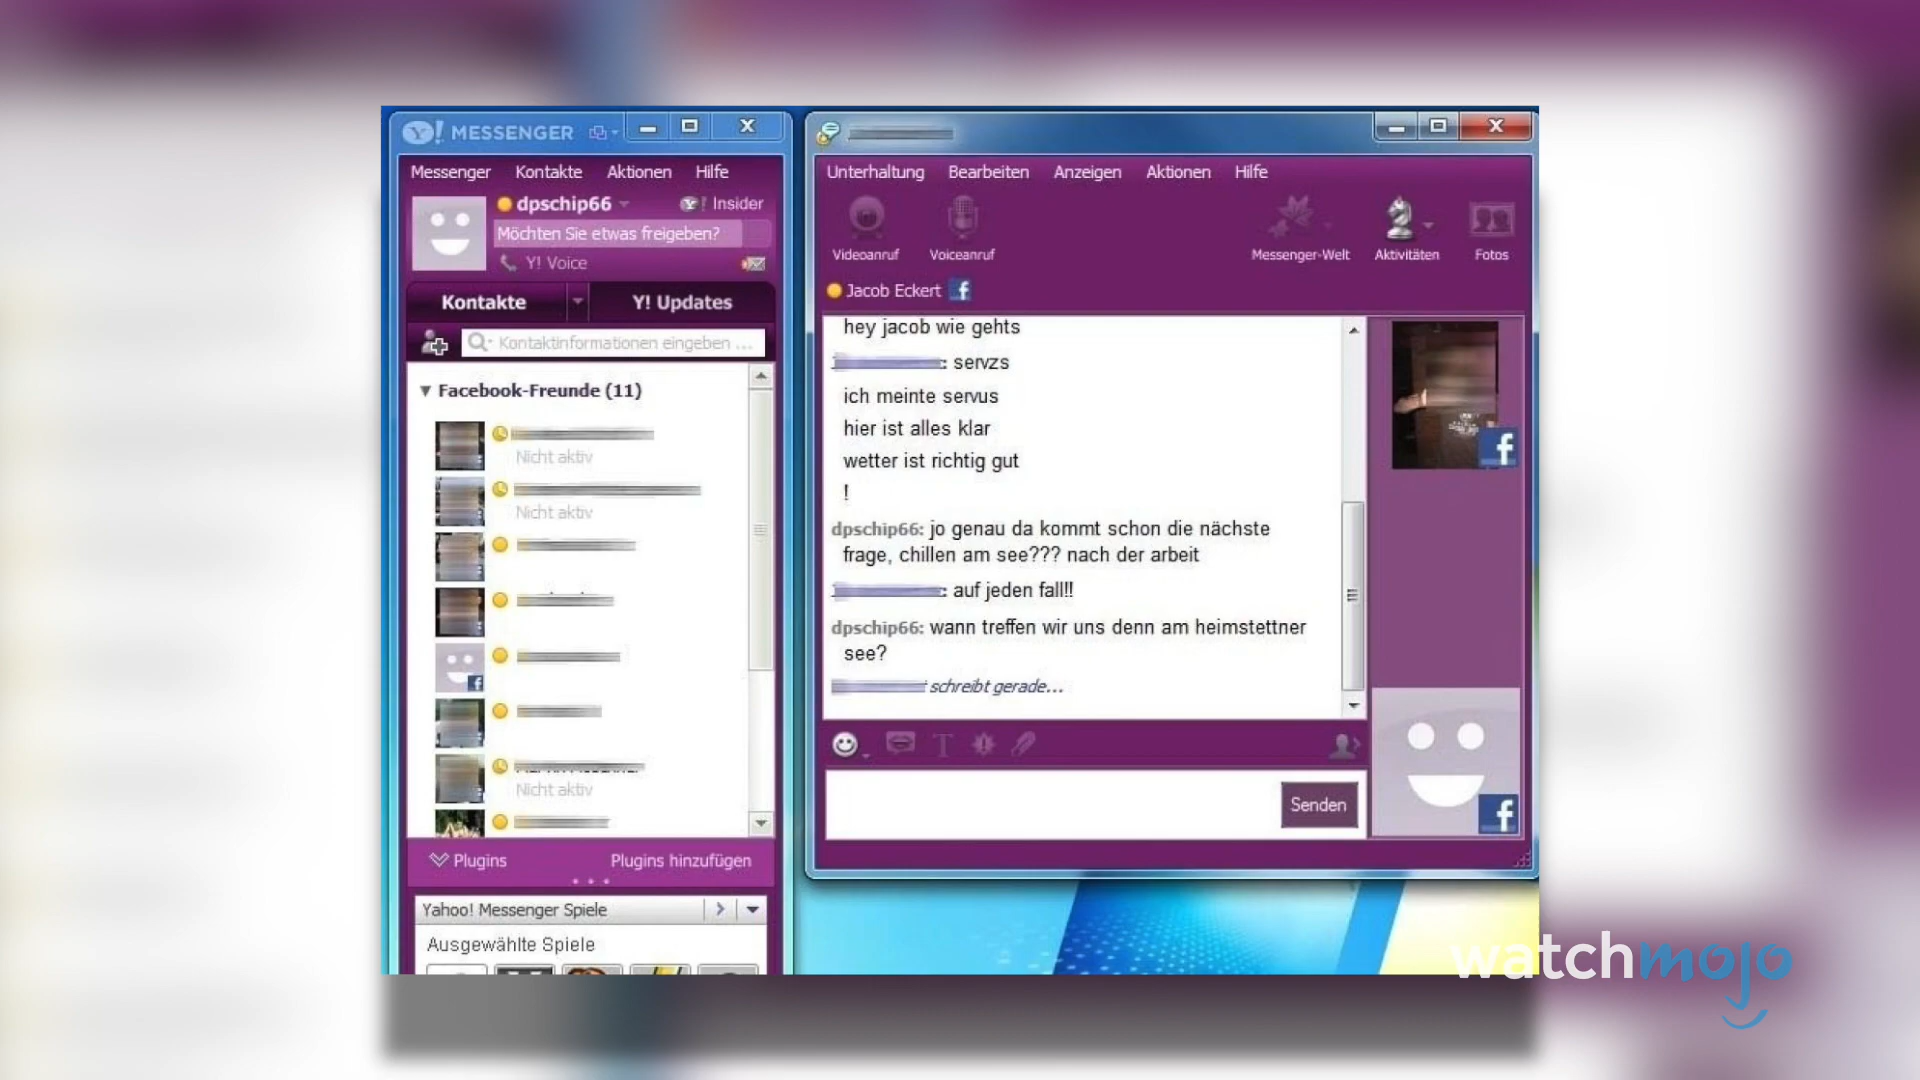 Y! MESSENGER
Messenger Kontakte Aktionen Hilfe
dpschip66
Y! Insider
Möchten Sie etwas freigeben?
Y! Voice
Kontakte
Y! Updates
Kontaktinformationen eingeben ...
Facebook-Freunde (11)
Nicht aktiv
Nicht aktiv
Nicht aktiv
Plugins
Plugins hinzufügen
Yahoo! Messenger Spiele
Ausgewählte Spiele
Unterhaltung Bearbeiten Anzeigen Aktionen Hilfe
Videoanruf Voiceanruf Messenger-Welt Aktivitäten Fotos
Jacob Eckert f
hey jacob wie gehts
: servzs
ich meinte servus
hier ist alles klar
wetter ist richtig gut
!
dpschip66: jo genau da kommt schon die nächste
frage, chillen am see??? nach der arbeit
: auf jeden fall!!
dpschip66: wann treffen wir uns denn am heimstettner
see?
schreibt gerade...
Senden
watchmojo